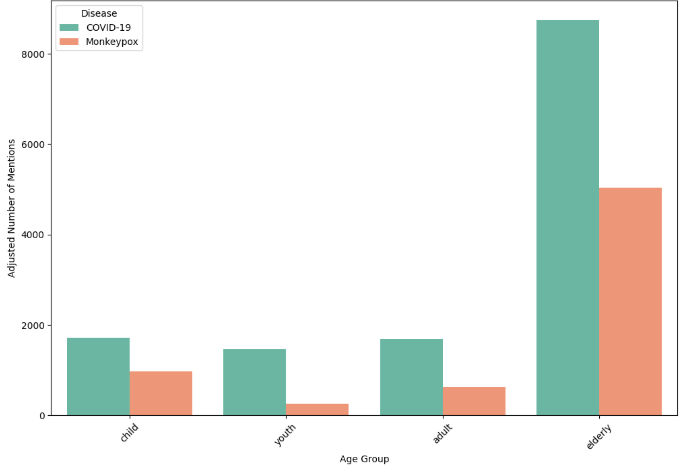 Disease
COVID-19
Monkeypox
8000
6000
4000
2000
0
Adjusted Number of Mentions
child
youth
adult
elderly
Age Group